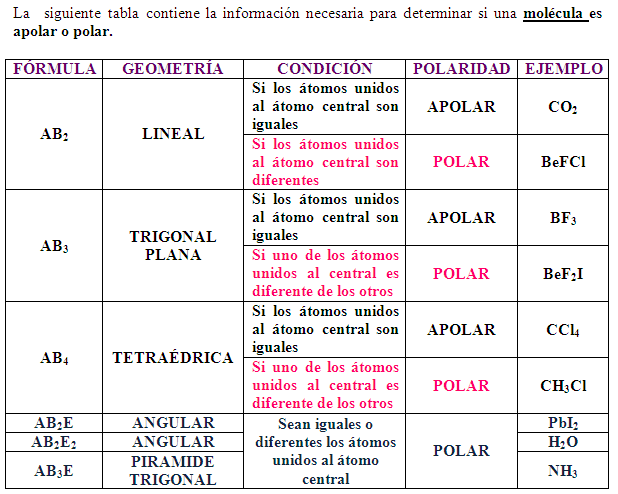 La siguiente tabla contiene la información necesaria para determinar si una molécula es
apolar o polar.
FÓRMULA GEOMETRÍA CONDICIÓN POLARIDAD EJEMPLO
AB₂ LINEAL
Si los átomos unidos
al átomo central son
iguales
APOLAR CO₂
Si los átomos unidos
al átomo central son
diferentes
POLAR BeFCl
AB₃ TRIGONAL
PLANA
Si los átomos unidos
al átomo central son
iguales
APOLAR BF₃
Si uno de los átomos
unidos al central es
diferente de los otros
POLAR BeF₂I
AB₄ TETRAÉDRICA
Si los átomos unidos
al átomo central son
iguales
APOLAR CCl₄
Si uno de los átomos
unidos al central es
diferente de los otros
POLAR CH₃Cl
AB₂E ANGULAR
AB₂E₂ ANGULAR
AB₃E PIRAMIDE
TRIGONAL
Sean iguales o
diferentes los átomos
unidos al átomo
central
POLAR
PbI₂
H₂O
NH₃